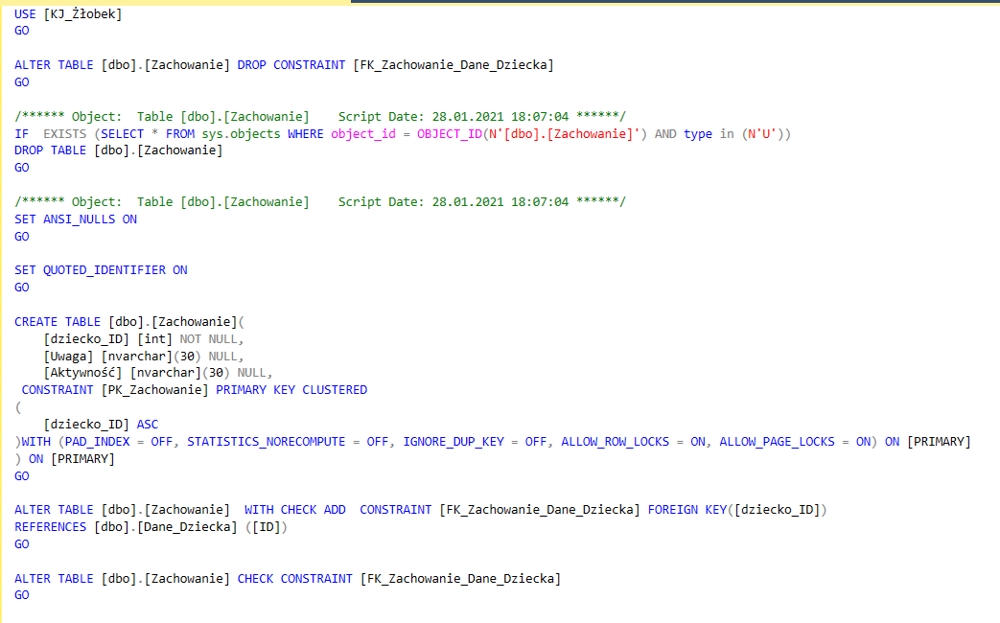 USE [KJ_Żłobek]
GO
ALTER TABLE [dbo].[Zachowanie] DROP CONSTRAINT [FK_Zachowanie_Dane_Dziecka]
GO
/****** Object:  Table [dbo].[Zachowanie]    Script Date: 28.01.2021 18:07:04 ******/
IF  EXISTS (SELECT * FROM sys.objects WHERE object_id = OBJECT_ID(N'[dbo].[Zachowanie]') AND type in (N'U'))
DROP TABLE [dbo].[Zachowanie]
GO
/****** Object:  Table [dbo].[Zachowanie]    Script Date: 28.01.2021 18:07:04 ******/
SET ANSI_NULLS ON
GO
SET QUOTED_IDENTIFIER ON
GO
CREATE TABLE [dbo].[Zachowanie](
    [dziecko_ID] [int] NOT NULL,
    [Uwaga] [nvarchar](30) NULL,
    [Aktywność] [nvarchar](30) NULL,
 CONSTRAINT [PK_Zachowanie] PRIMARY KEY CLUSTERED
(
    [dziecko_ID] ASC
)WITH (PAD_INDEX = OFF, STATISTICS_NORECOMPUTE = OFF, IGNORE_DUP_KEY = OFF, ALLOW_ROW_LOCKS = ON, ALLOW_PAGE_LOCKS = ON) ON [PRIMARY]
) ON [PRIMARY]
GO
ALTER TABLE [dbo].[Zachowanie]  WITH CHECK ADD  CONSTRAINT [FK_Zachowanie_Dane_Dziecka] FOREIGN KEY([dziecko_ID])
REFERENCES [dbo].[Dane_Dziecka] ([ID])
GO
ALTER TABLE [dbo].[Zachowanie] CHECK CONSTRAINT [FK_Zachowanie_Dane_Dziecka]
GO